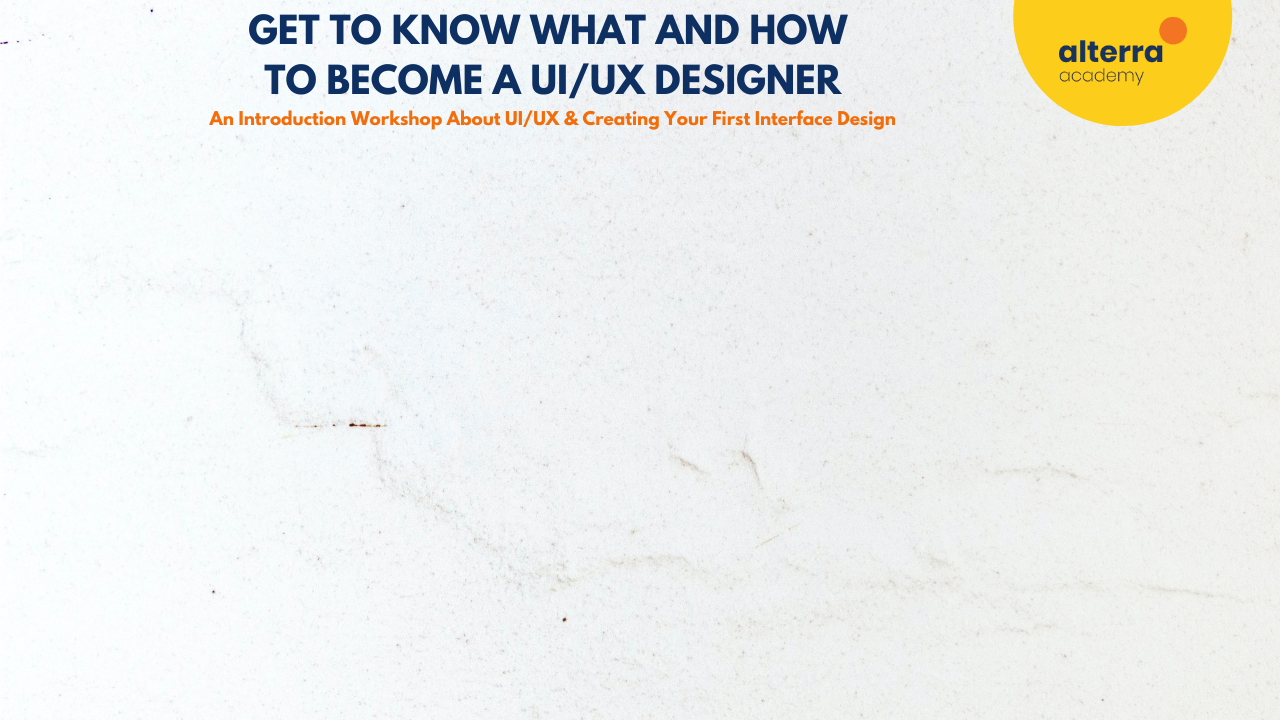 GET TO KNOW WHAT AND HOW
TO BECOME A UI/UX DESIGNER
An Introduction Workshop About UI/UX & Creating Your First Interface Design
alterra
academy